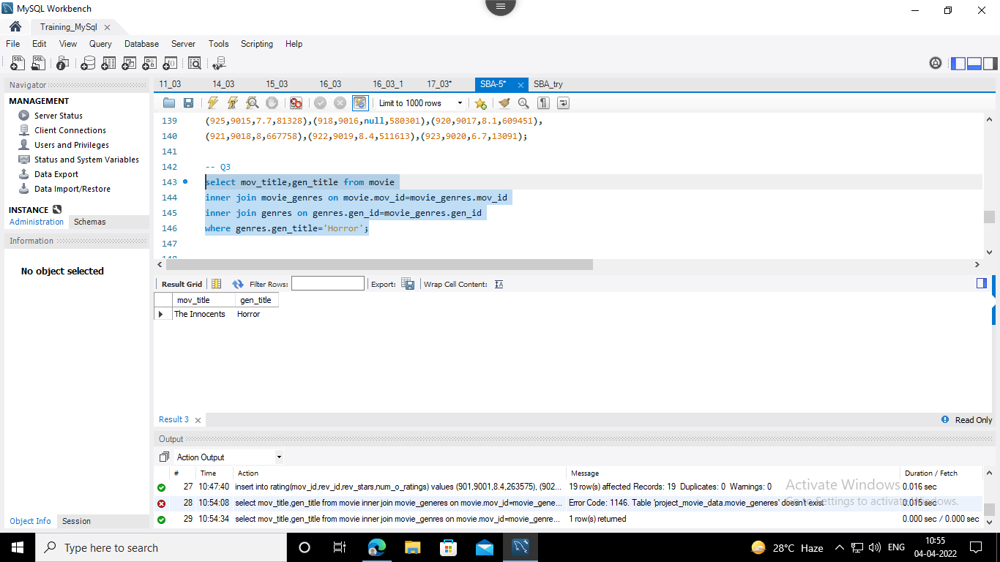 MySQL Workbench
Training_MySql
File Edit View Query Database Server Tools Scripting Help
Navigator
MANAGEMENT
Server Status
Client Connections
Users and Privileges
Status and System Variables
Data Export
Data Import/Restore
INSTANCE
Administration Schemas
Information
No object selected
Object Info Session
11_03 14_03 15_03 16_03 16_03_1 17_03* SBA-5* SBA_try
Limit to 1000 rows
139 (925,9015,7.7,81328),(918,9016,null,580301),(920,9017,8.1,609451),
140 (921,9018,8,667758),(922,9019,8.4,511613),(923,9020,6.7,13091);
141
142 -- Q3
143 select mov_title,gen_title from movie
144 inner join movie_genres on movie.mov_id=movie_genres.mov_id
145 inner join genres on genres.gen_id=movie_genres.gen_id
146 where genres.gen_title='Horror';
147
148
Result Grid Filter Rows: Export: Wrap Cell Content:
mov_title gen_title
The Innocents Horror
Result 3 Read Only
Output
Action Output
# Time Action Message Duration / Fetch
27 10:47:40 insert into rating(mov_id,rev_id,rev_stars,num_o_ratings) values (901,9001,8.4,263575), (902... 19 row(s) affected Records: 19 Duplicates: 0 Warnings: 0 0.016 sec
28 10:54:08 select mov_title,gen_title from movie inner join movie_generes on movie.mov_id=movie_gene... Error Code: 1146. Table 'project_movie_data.movie_generes' doesn't exist 0.015 sec
29 10:54:34 select mov_title,gen_title from movie inner join movie_genres on movie.mov_id=movie_genre... 1 row(s) returned 0.000 sec / 0.000 sec
Activate Windows
Go to Settings to activate Windows.
Type here to search
28°C Haze
ENG
10:55
04-04-2022